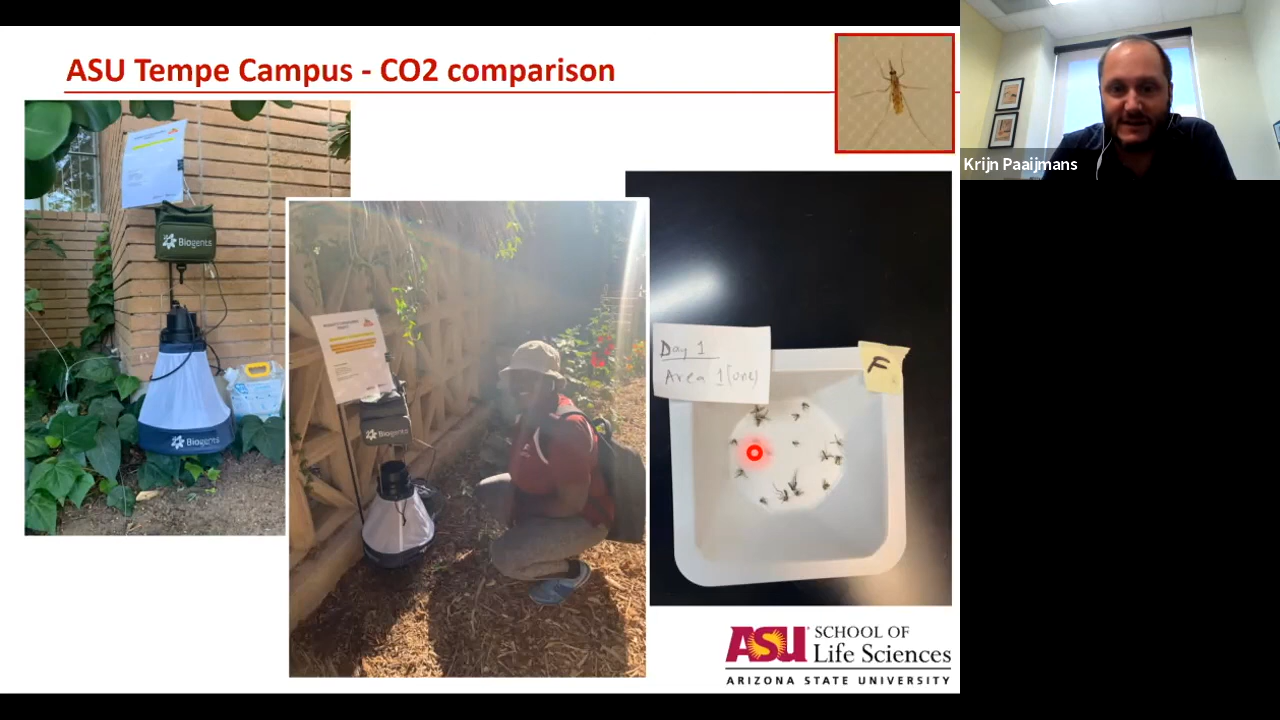 ASU Tempe Campus - CO2 comparison
Krijn Paaijmans
Biogents
Biogents
Biogents
Day 1
Area 1 (one)
F
ASU SCHOOL OF
Life Sciences
ARIZONA STATE UNIVERSITY